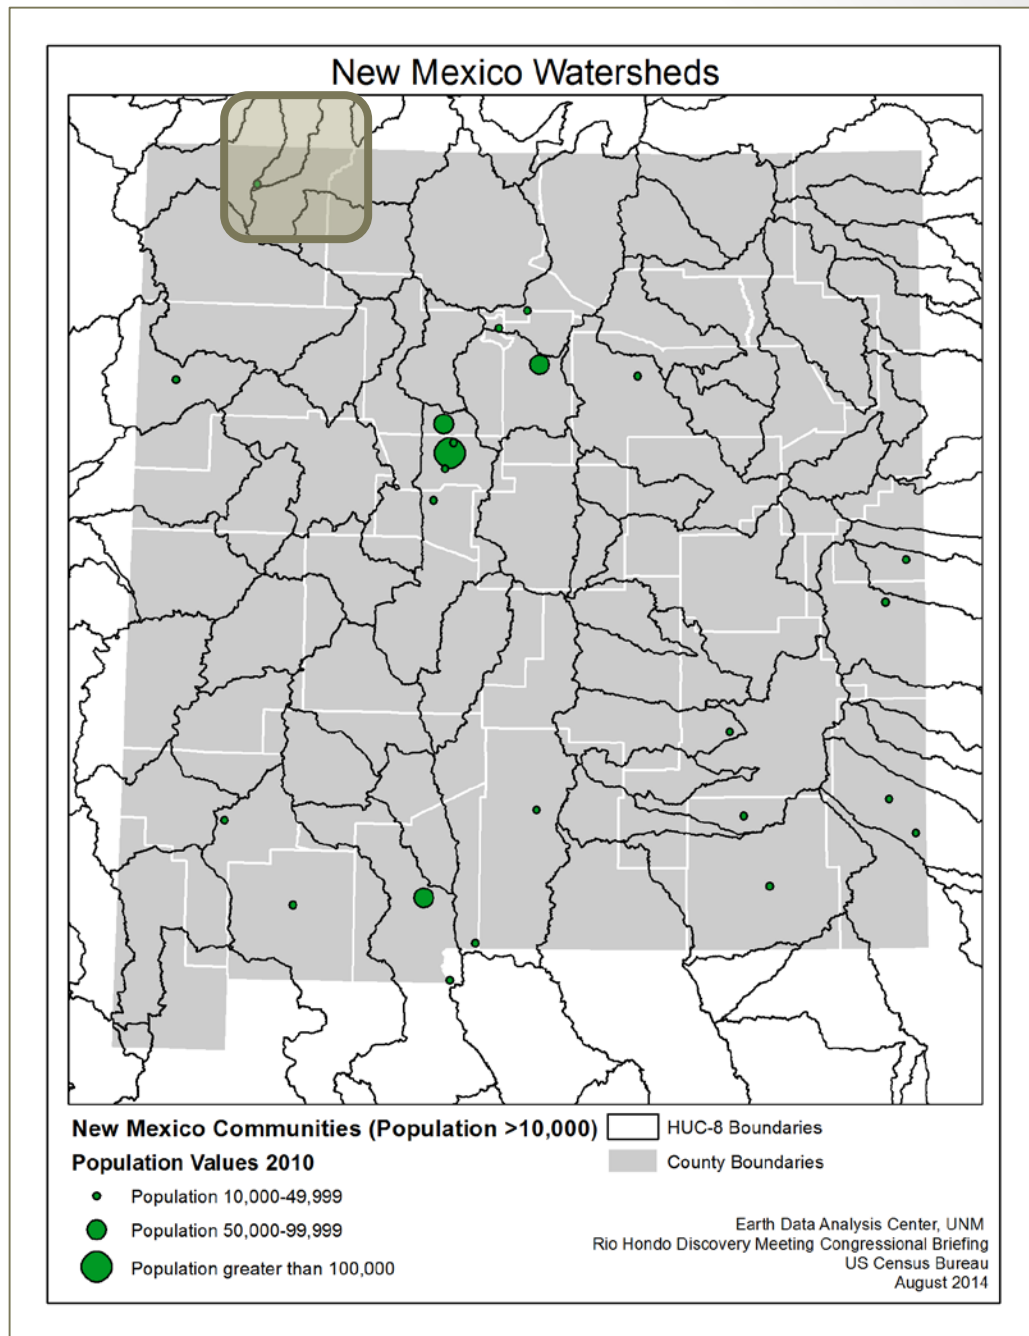 New Mexico Watersheds
New Mexico Communities (Population >10,000)
HUC-8 Boundaries
Population Values 2010
County Boundaries
Population 10,000-49,999
Population 50,000-99,999
Population greater than 100,000
Earth Data Analysis Center, UNM
Rio Hondo Discovery Meeting Congressional Briefing
US Census Bureau
August 2014